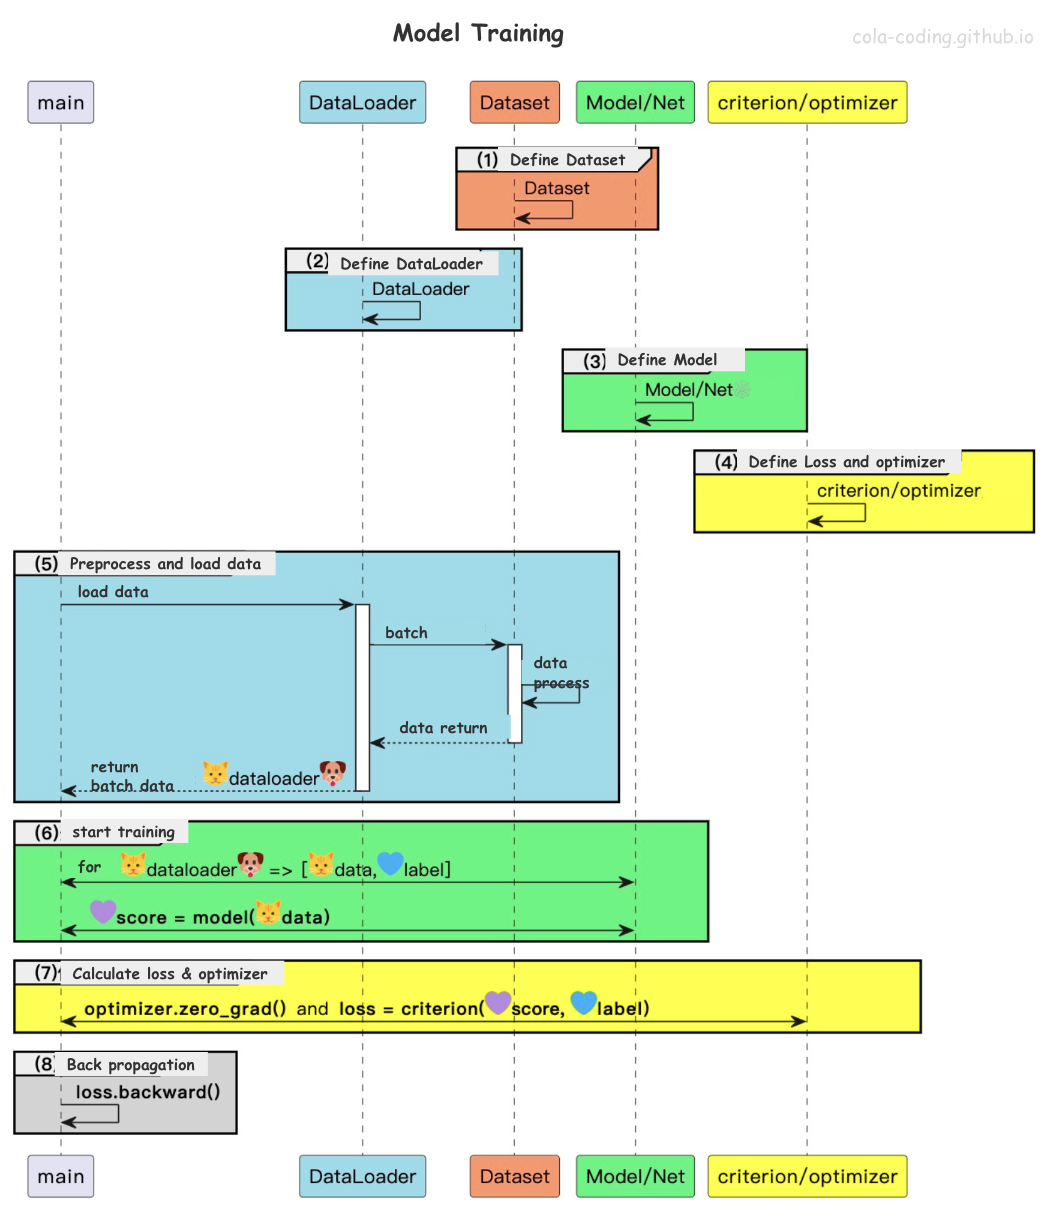 Model Training
cola-coding.github.io
main
DataLoader
Dataset
Model/Net
criterion/optimizer
(1) Define Dataset
Dataset
(2) Define DataLoader
DataLoader
(3) Define Model
Model/Net
(4) Define Loss and optimizer
criterion/optimizer
(5) Preprocess and load data
load data
batch
data
process
data return
return
batch data
dataloader
(6) start training
for dataloader => [data, label]
score = model(data)
(7) Calculate loss & optimizer
optimizer.zero_grad() and loss = criterion(score, label)
(8 Back propagation
loss.backward()
main
DataLoader
Dataset
Model/Net
criterion/optimizer